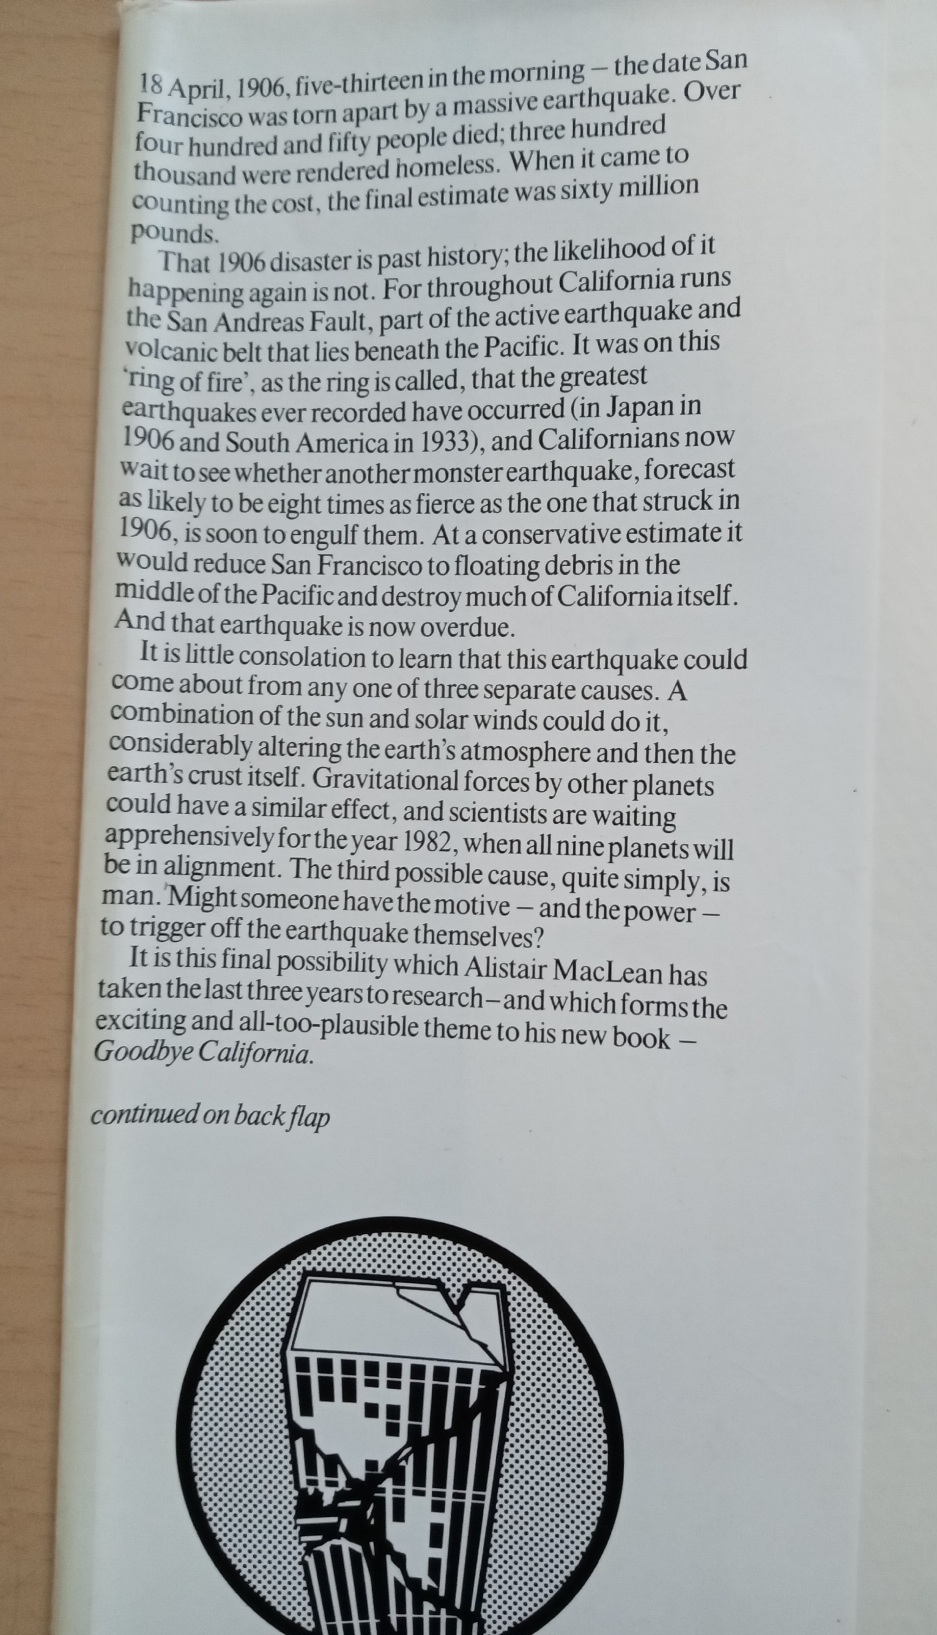 18 April, 1906, five-thirteen in the morning – the date San
Francisco was torn apart by a massive earthquake. Over
four hundred and fifty people died; three hundred
thousand were rendered homeless. When it came to
counting the cost, the final estimate was sixty million
pounds.
That 1906 disaster is past history; the likelihood of it
happening again is not. For throughout California runs
the San Andreas Fault, part of the active earthquake and
volcanic belt that lies beneath the Pacific. It was on this
‘ring of fire’, as the ring is called, that the greatest
earthquakes ever recorded have occurred (in Japan in
1906 and South America in 1933), and Californians now
wait to see whether another monster earthquake, forecast
as likely to be eight times as fierce as the one that struck in
1906, is soon to engulf them. At a conservative estimate it
would reduce San Francisco to floating debris in the
middle of the Pacific and destroy much of California itself.
And that earthquake is now overdue.
It is little consolation to learn that this earthquake could
come about from any one of three separate causes. A
combination of the sun and solar winds could do it,
considerably altering the earth’s atmosphere and then the
earth’s crust itself. Gravitational forces by other planets
could have a similar effect, and scientists are waiting
apprehensively for the year 1982, when all nine planets will
be in alignment. The third possible cause, quite simply, is
man. Might someone have the motive – and the power –
to trigger off the earthquake themselves?
It is this final possibility which Alistair MacLean has
taken the last three years to research – and which forms the
exciting and all-too-plausible theme to his new book –
Goodbye California.
continued on back flap